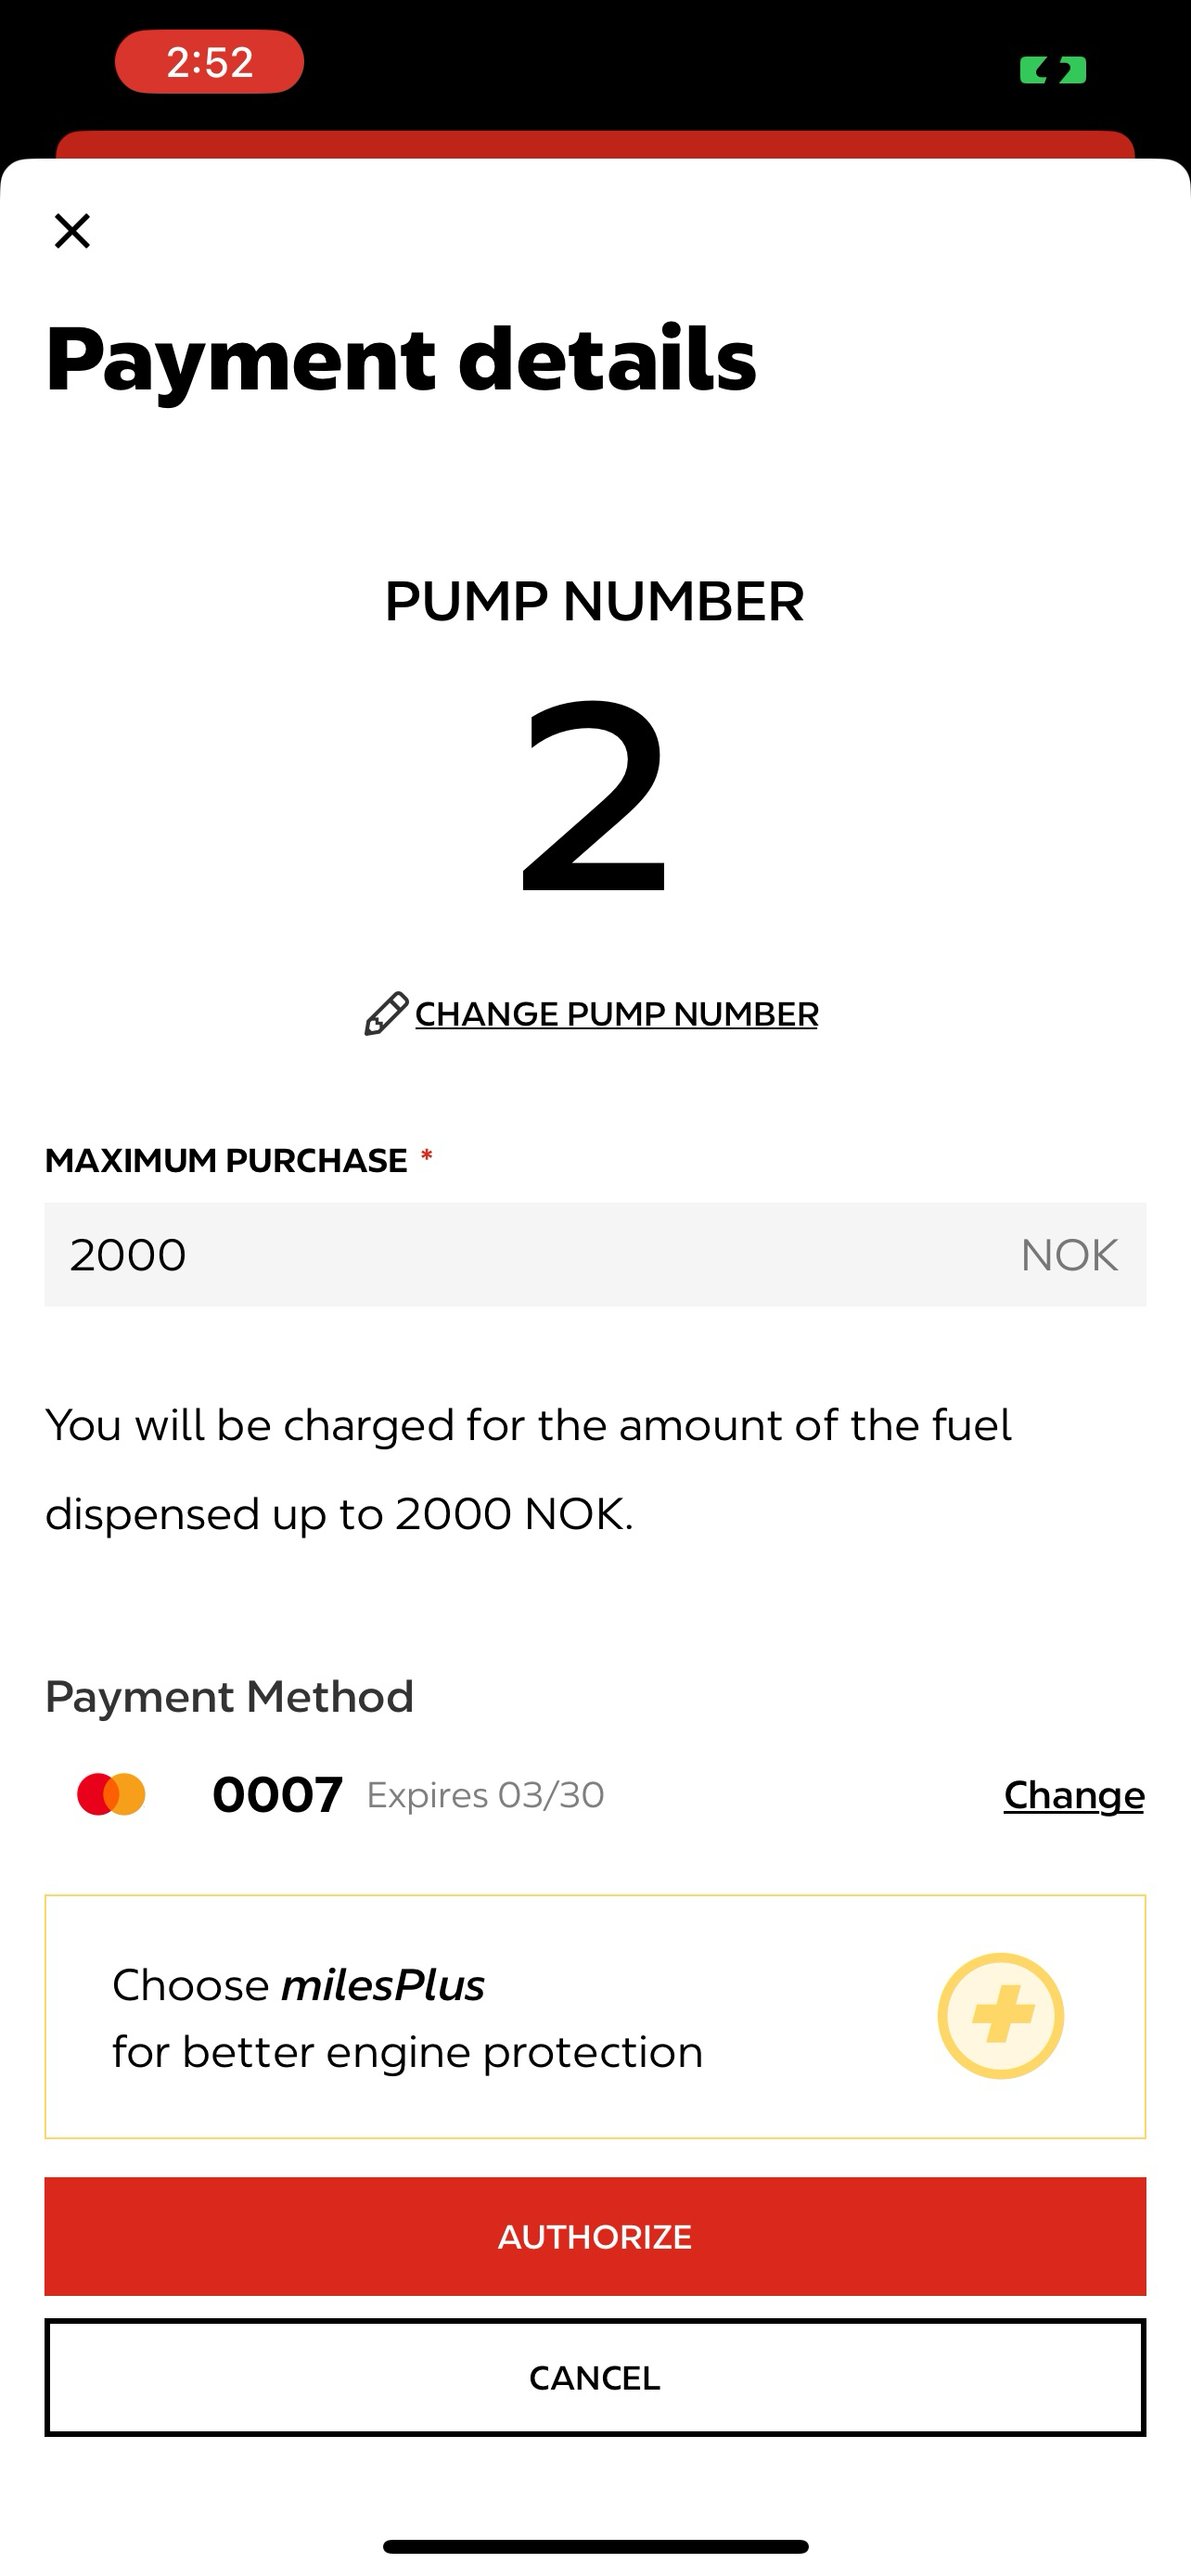 2:52
Payment details
PUMP NUMBER
2
CHANGE PUMP NUMBER
MAXIMUM PURCHASE *
2000 NOK
You will be charged for the amount of the fuel
dispensed up to 2000 NOK.
Payment Method
0007 Expires 03/30 Change
Choose milesPlus
for better engine protection
AUTHORIZE
CANCEL